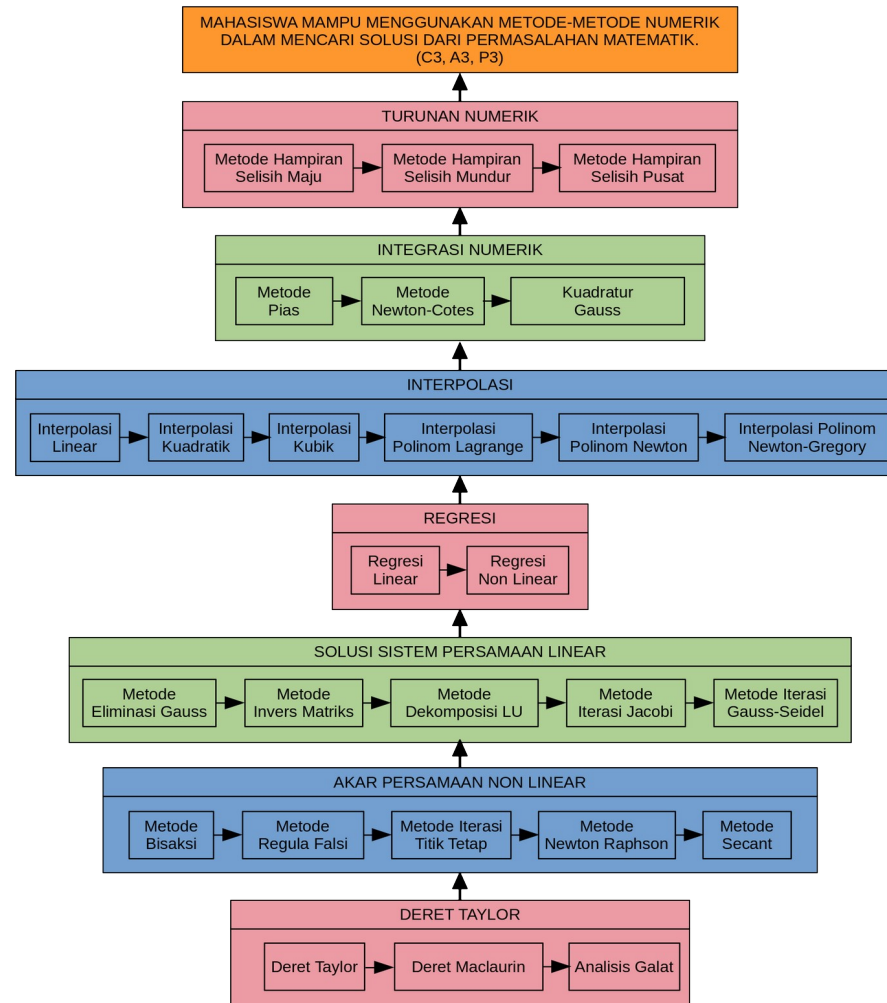 MAHASISWA MAMPU MENGGUNAKAN METODE-METODE NUMERIK
DALAM MENCARI SOLUSI DARI PERMASALAHAN MATEMATIK.
(C3, A3, P3)
TURUNAN NUMERIK
Metode Hampiran
Selisih Maju
Metode Hampiran
Selisih Mundur
Metode Hampiran
Selisih Pusat
INTEGRASI NUMERIK
Metode
Pias
Metode
Newton-Cotes
Kuadratur
Gauss
INTERPOLASI
Interpolasi
Linear
Interpolasi
Kuadratik
Interpolasi
Kubik
Interpolasi
Polinom Lagrange
Interpolasi
Polinom Newton
Interpolasi Polinom
Newton-Gregory
REGRESI
Regresi
Linear
Regresi
Non Linear
SOLUSI SISTEM PERSAMAAN LINEAR
Metode
Eliminasi Gauss
Metode
Invers Matriks
Metode
Dekomposisi LU
Metode
Iterasi Jacobi
Metode Iterasi
Gauss-Seidel
AKAR PERSAMAAN NON LINEAR
Metode
Bisaksi
Metode
Regula Falsi
Metode Iterasi
Titik Tetap
Metode
Newton Raphson
Metode
Secant
DERET TAYLOR
Deret Taylor
Deret Maclaurin
Analisis Galat